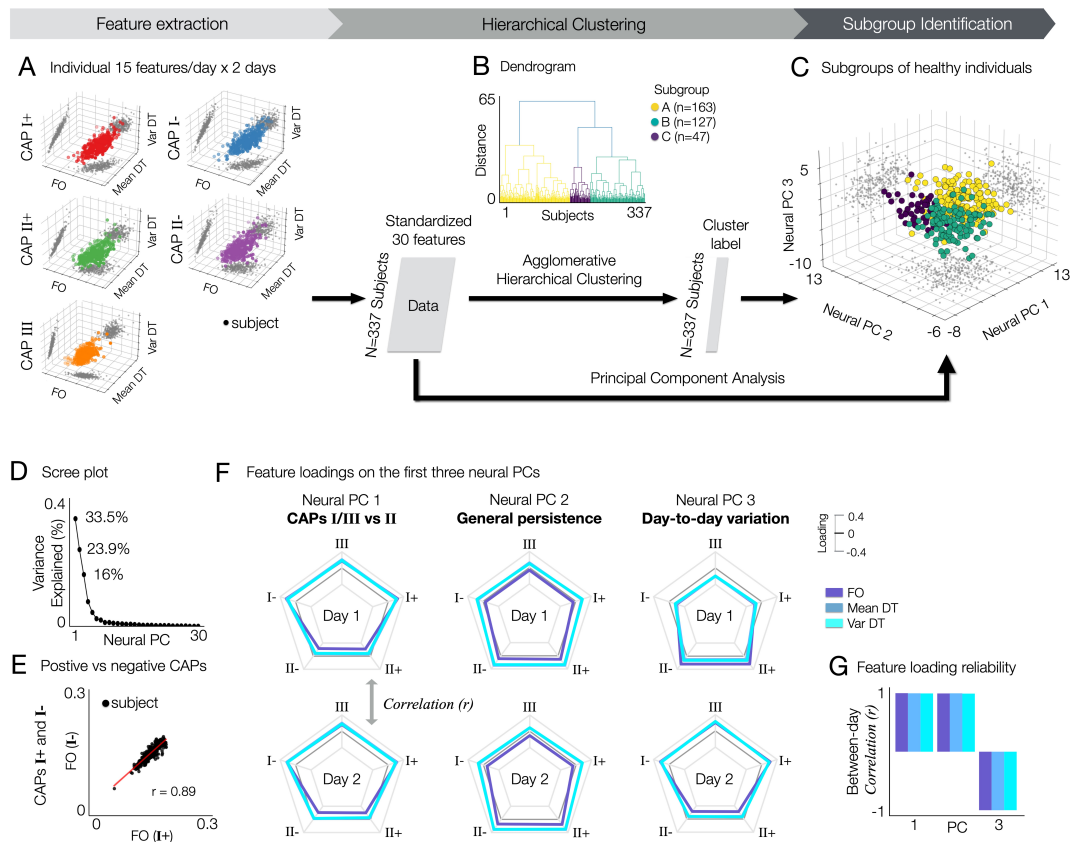 Feature extraction
Hierarchical Clustering
Subgroup Identification
A Individual 15 features/day x 2 days
CAP I+
FO
Mean DT
Var DT
CAP I-
FO
Mean DT
Var DT
CAP II+
FO
Mean DT
Var DT
CAP II-
FO
Mean DT
Var DT
CAP III
FO
Mean DT
Var DT
subject
B Dendrogram
65
Distance
0
1
Subjects
337
Subgroup
A (n=163)
B (n=127)
C (n=47)
Standardized
30 features
N=337 Subjects
Data
Agglomerative
Hierarchical Clustering
Cluster
label
N=337 Subjects
Principal Component Analysis
C Subgroups of healthy individuals
5
Neural PC 3
-10
13
Neural PC 2
-6
-8
Neural PC 1
13
D Scree plot
0.4
Variance
Explained (%)
0
33.5%
23.9%
16%
1
Neural PC
30
E Postive vs negative CAPs
0.3
CAPs I+ and I-
FO (I-)
0
subject
r = 0.89
0
FO (I+)
0.3
F Feature loadings on the first three neural PCs
Neural PC 1
CAPs I/III vs II
III
I-
I+
Day 1
II-
II+
Neural PC 2
General persistence
III
I-
I+
Day 1
II-
II+
Neural PC 3
Day-to-day variation
III
I-
I+
Day 1
II-
II+
Loading
0.4
0
-0.4
FO
Mean DT
Var DT
Correlation (r)
III
I-
I+
Day 2
II-
II+
III
I-
I+
Day 2
II-
II+
III
I-
I+
Day 2
II-
II+
G Feature loading reliability
1
Between-day
Correlation (r)
-1
1
PC
3